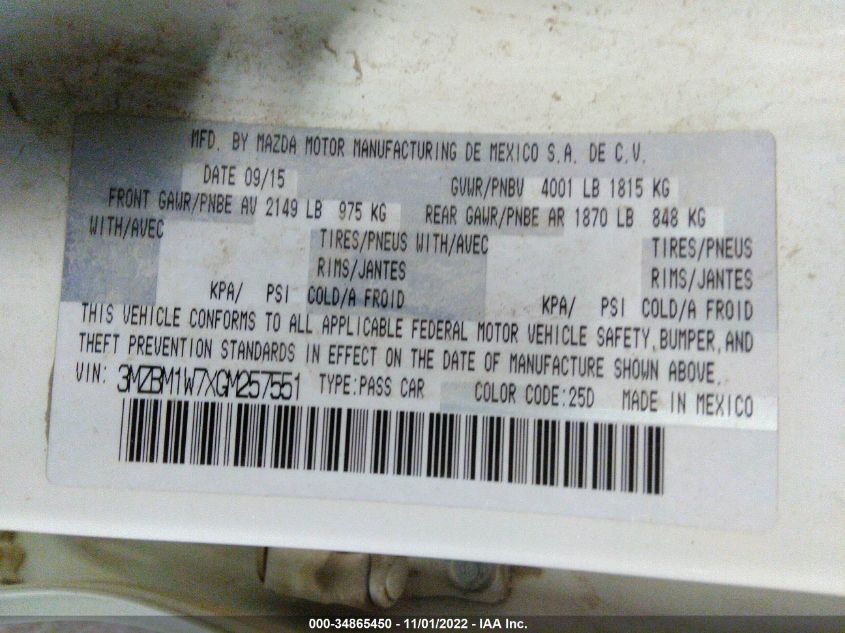 MFD. BY MAZDA MOTOR MANUFACTURING DE MEXICO S.A. DE C.V.
DATE 09/15 GVWR/PNBV 4001 LB 1815 KG
FRONT GAWR/PNBE AV 2149 LB 975 KG REAR GAWR/PNBE AR 1870 LB 848 KG
WITH/AVEC TIRES/PNEUS WITH/AVEC TIRES/PNEUS
RIMS/JANTES RIMS/JANTES
KPA/ PSI COLD/A FROID KPA/ PSI COLD/A FROID
THIS VEHICLE CONFORMS TO ALL APPLICABLE FEDERAL MOTOR VEHICLE SAFETY, BUMPER, AND
THEFT PREVENTION STANDARDS IN EFFECT ON THE DATE OF MANUFACTURE SHOWN ABOVE.
VIN: 3MZBM1W7XGM257551 TYPE:PASS CAR COLOR CODE:25D MADE IN MEXICO
000-34865450 - 11/01/2022 - IAA Inc.